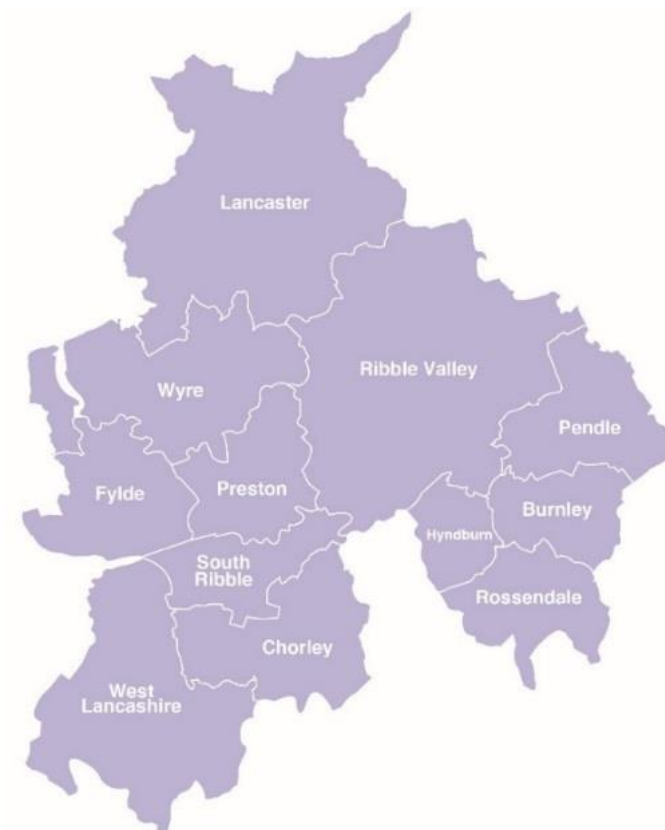 Lancaster
Ribble Valley
Wyre
Pendle
Fylde
Preston
Burnley
Hyndburn
South
Ribble
Rossendale
Chorley
West
Lancashire